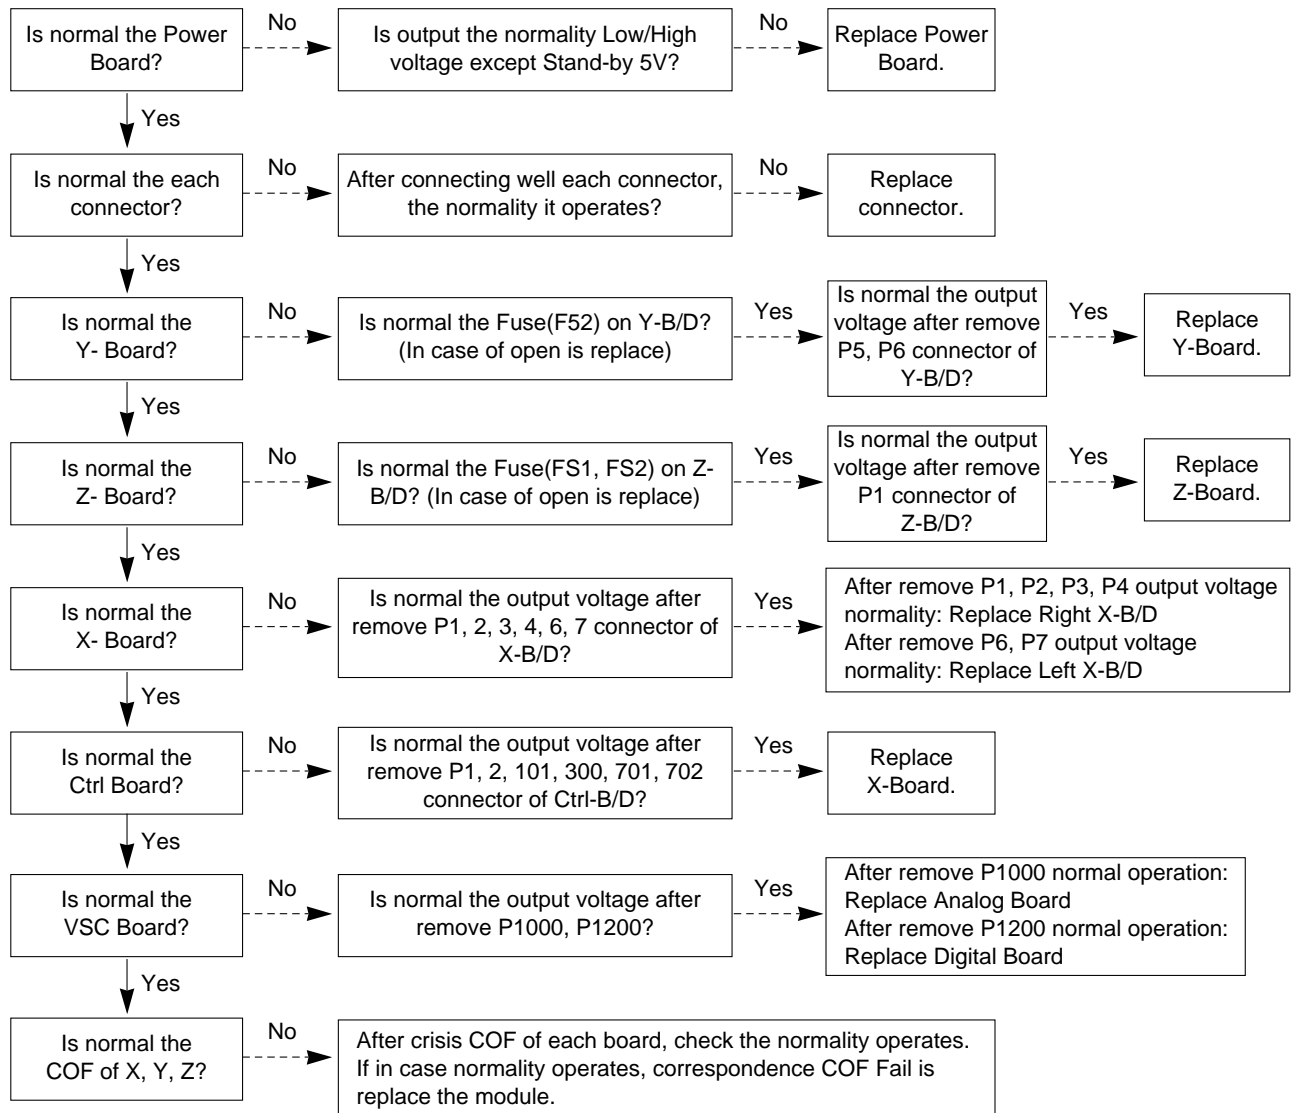 Is normal the Power
Board?
No
Is output the normality Low/High
voltage except Stand-by 5V?
No
Replace Power
Board.
Yes
Is normal the each
connector?
No
After connecting well each connector,
the normality it operates?
No
Replace
connector.
Yes
Is normal the
Y- Board?
No
Is normal the Fuse(F52) on Y-B/D?
(In case of open is replace)
Yes
Is normal the output
voltage after remove
P5, P6 connector of
Y-B/D?
Yes
Replace
Y-Board.
Yes
Is normal the
Z- Board?
No
Is normal the Fuse(FS1, FS2) on Z-
B/D? (In case of open is replace)
Yes
Is normal the output
voltage after remove
P1 connector of
Z-B/D?
Yes
Replace
Z-Board.
Yes
Is normal the
X- Board?
No
Is normal the output voltage after
remove P1, 2, 3, 4, 6, 7 connector of
X-B/D?
Yes
After remove P1, P2, P3, P4 output voltage
normality: Replace Right X-B/D
After remove P6, P7 output voltage
normality: Replace Left X-B/D
Yes
Is normal the
Ctrl Board?
No
Is normal the output voltage after
remove P1, 2, 101, 300, 701, 702
connector of Ctrl-B/D?
Yes
Replace
X-Board.
Yes
Is normal the
VSC Board?
No
Is normal the output voltage after
remove P1000, P1200?
Yes
After remove P1000 normal operation:
Replace Analog Board
After remove P1200 normal operation:
Replace Digital Board
Yes
Is normal the
COF of X, Y, Z?
No
After crisis COF of each board, check the normality operates.
If in case normality operates, correspondence COF Fail is
replace the module.